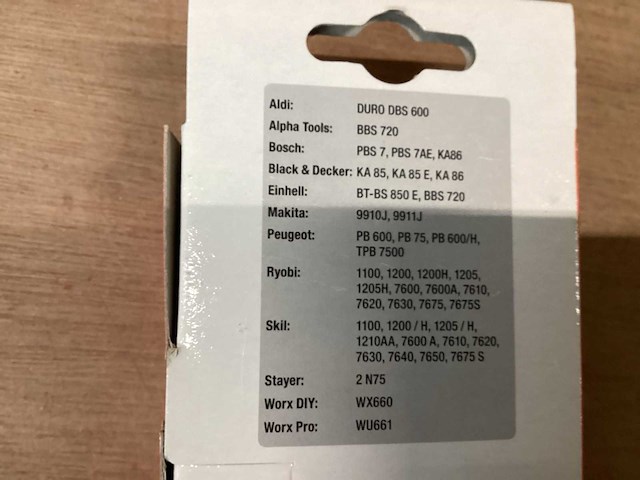 Aldi: DURO DBS 600
Alpha Tools: BBS 720
Bosch: PBS 7, PBS 7AE, KA86
Black & Decker: KA 85, KA 85 E, KA 86
Einhell: BT-BS 850 E, BBS 720
Makita: 9910J, 9911J
Peugeot: PB 600, PB 75, PB 600/H,
TPB 7500
Ryobi: 1100, 1200, 1200H, 1205,
1205H, 7600, 7600A, 7610,
7620, 7630, 7675, 7675S
Skil: 1100, 1200 / H, 1205 / H,
1210AA, 7600 A, 7610, 7620,
7630, 7640, 7650, 7675 S
Stayer: 2 N75
Worx DIY: WX660
Worx Pro: WU661